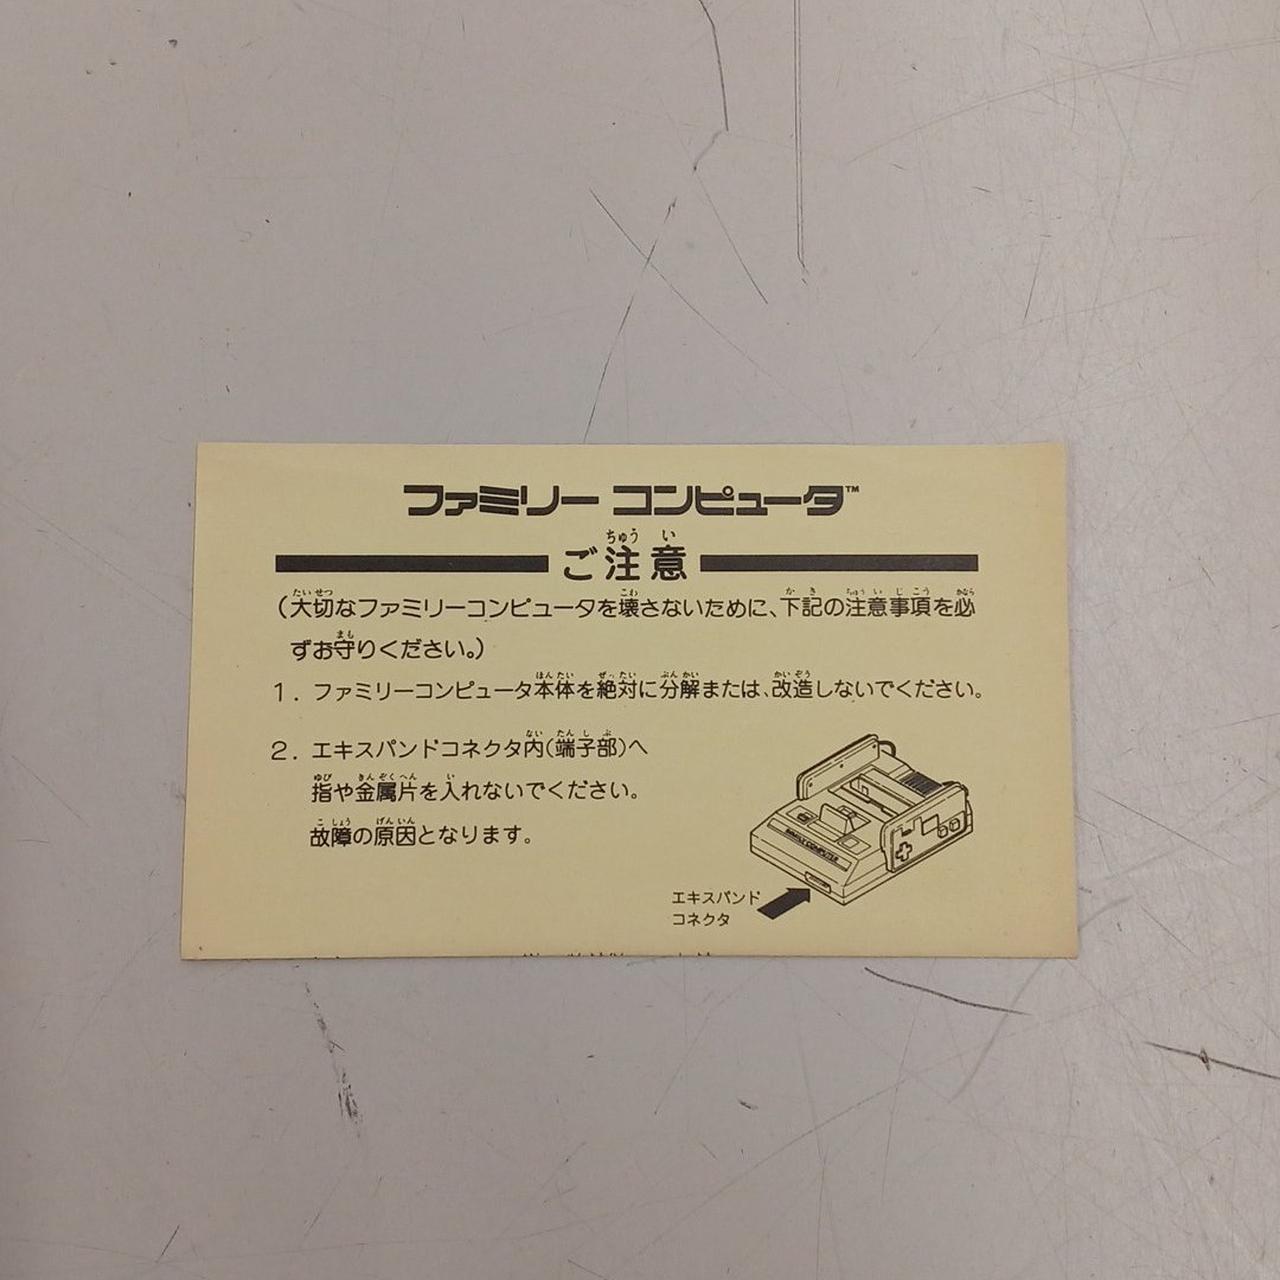 ファミリー コンピュータ™
ご注意
(大切なファミリーコンピュータを壊さないために、下記の注意事項を必
ずお守りください。)
1. ファミリーコンピュータ本体を絶対に分解または、改造しないでください。
2. エキスパンドコネクタ内(端子部)へ
指や金属片を入れないでください。
故障の原因となります。
FAMILY COMPUTER
エキスパンド
コネクタ